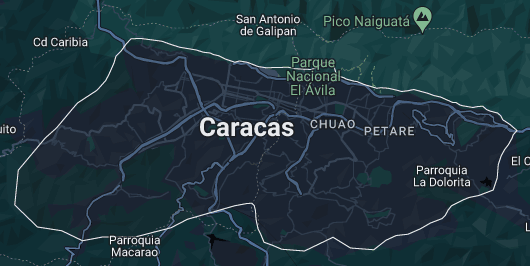 San Antonio
de Galipan
Pico Naiguatá
Cd Caribia
Parque
Nacional
El Ávila
Caracas
CHUAO
PETARE
Parroquia
La Dolorita
Parroquia
Macarao